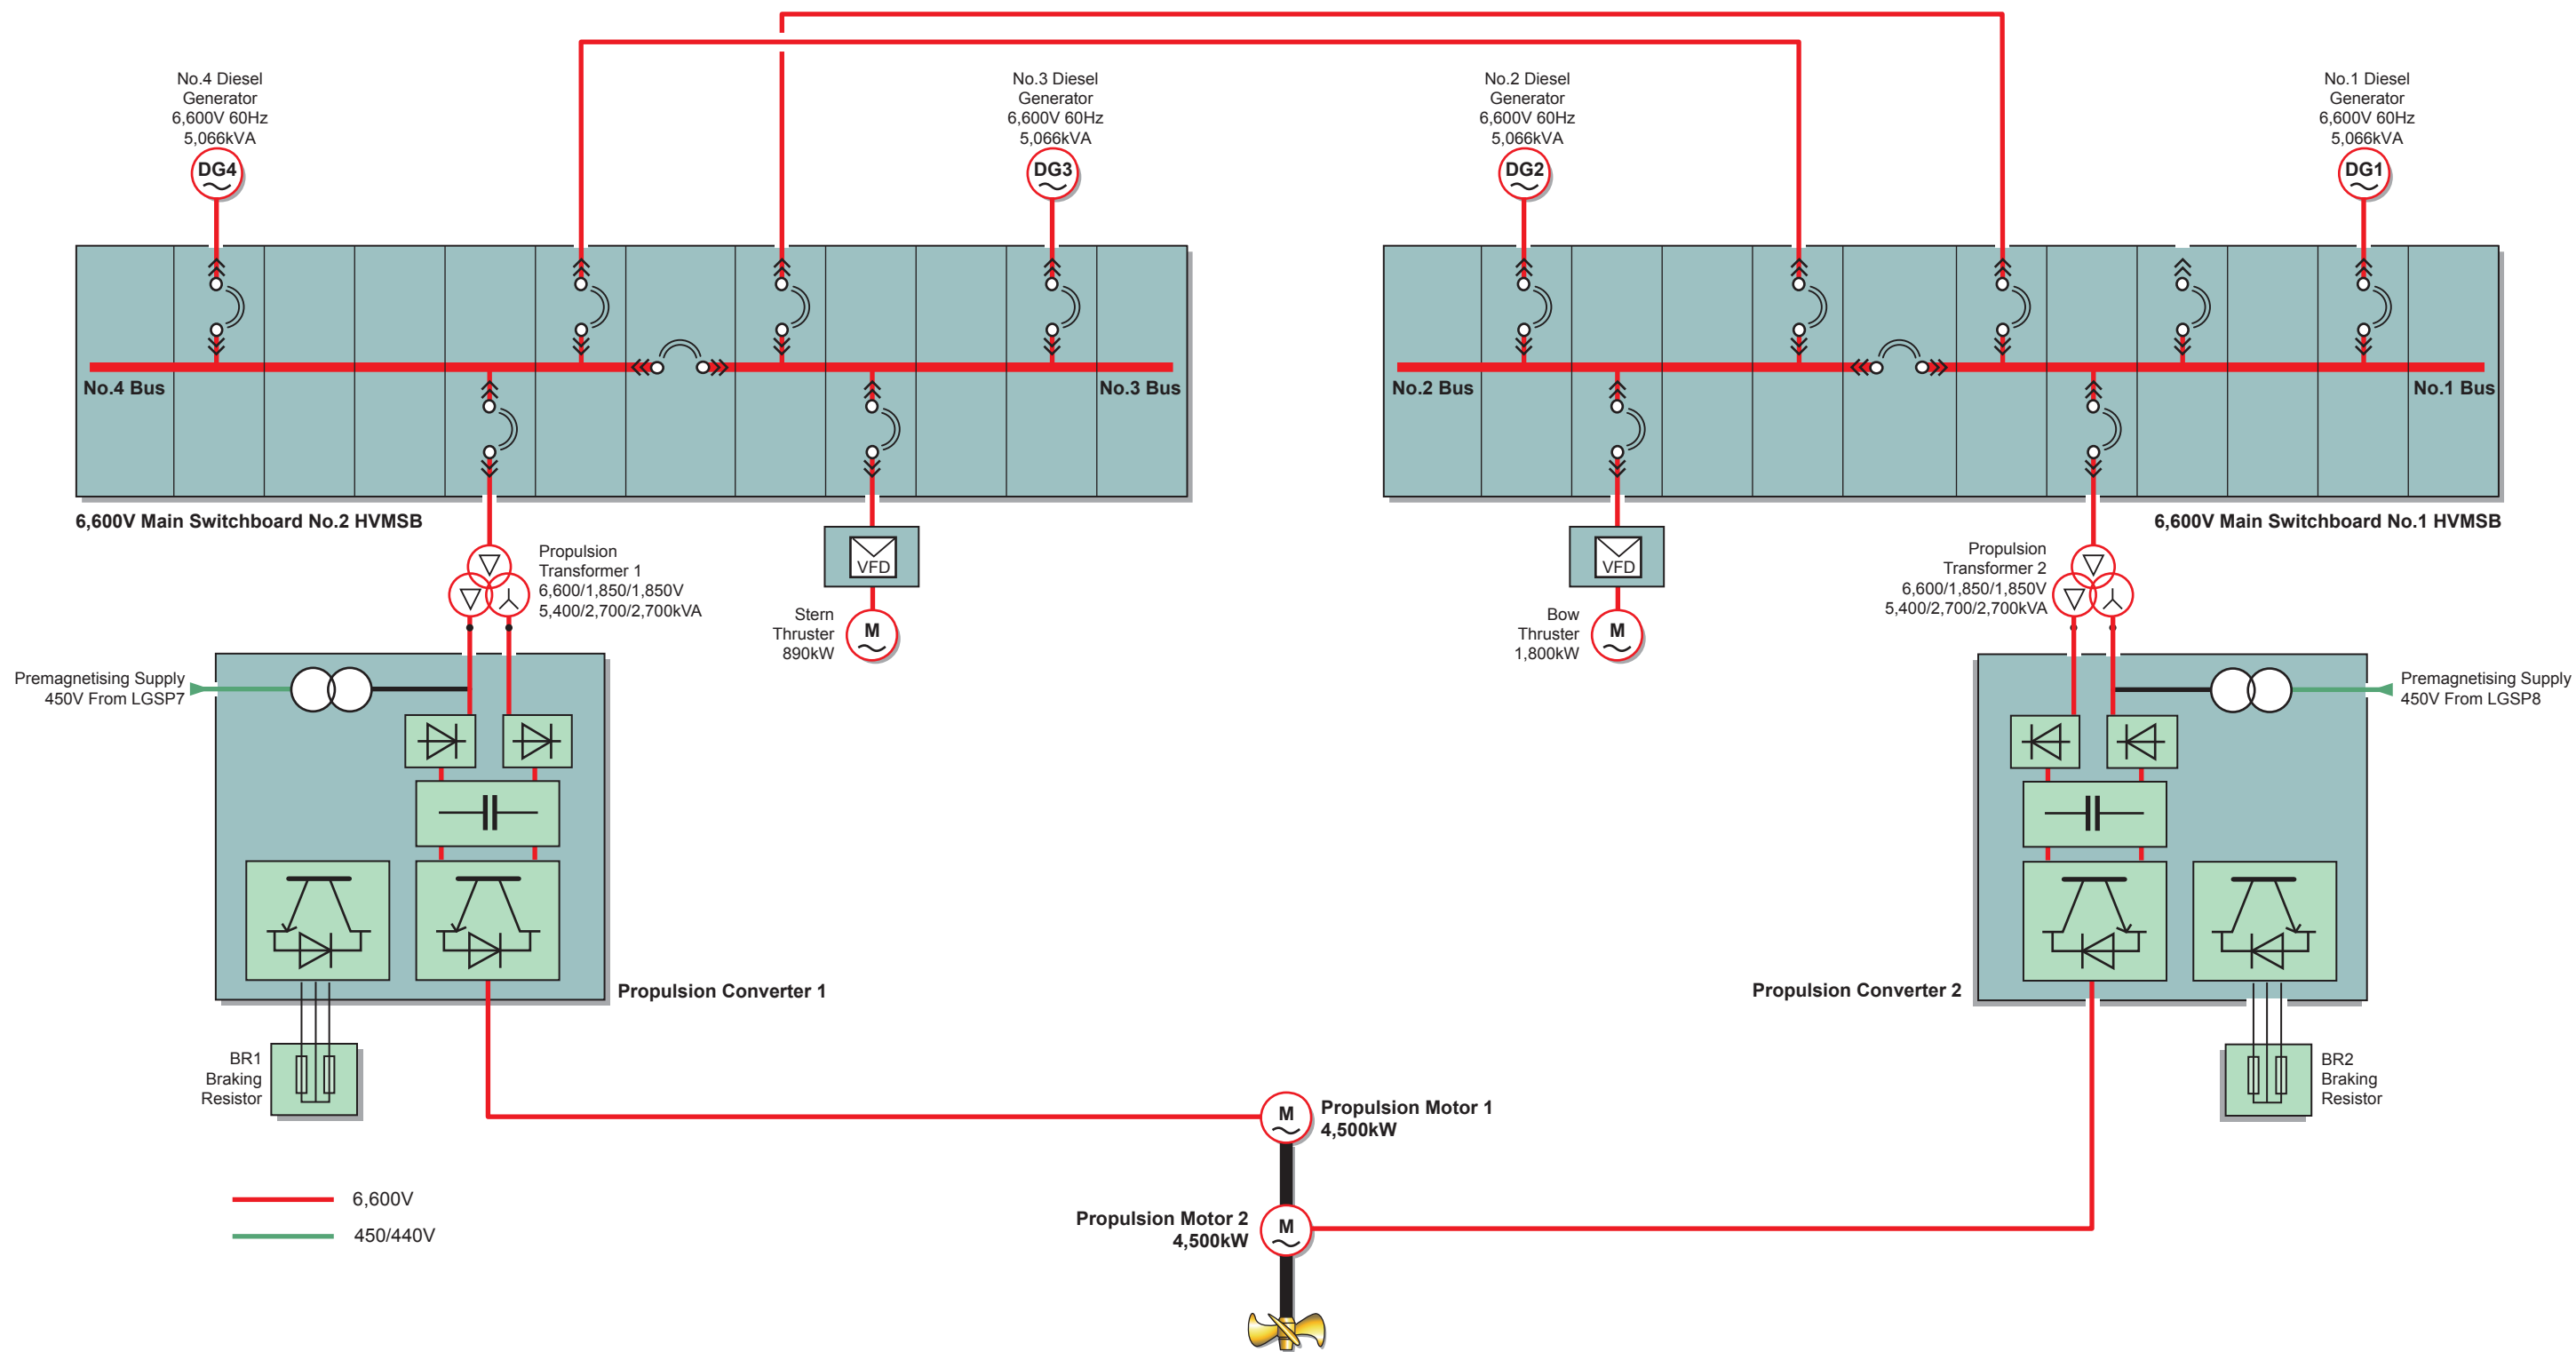 No.4 Diesel
Generator
6,600V 60Hz
5,066kVA
DG4
No.3 Diesel
Generator
6,600V 60Hz
5,066kVA
DG3
No.2 Diesel
Generator
6,600V 60Hz
5,066kVA
DG2
No.1 Diesel
Generator
6,600V 60Hz
5,066kVA
DG1
No.4 Bus
No.3 Bus
No.2 Bus
No.1 Bus
6,600V Main Switchboard No.2 HVMSB
6,600V Main Switchboard No.1 HVMSB
Propulsion
Transformer 1
6,600/1,850/1,850V
5,400/2,700/2,700kVA
VFD
Stern
Thruster
890kW
M
VFD
Bow
Thruster
1,800kW
M
Propulsion
Transformer 2
6,600/1,850/1,850V
5,400/2,700/2,700kVA
Premagnetising Supply
450V From LGSP7
Premagnetising Supply
450V From LGSP8
Propulsion Converter 1
Propulsion Converter 2
BR1
Braking
Resistor
BR2
Braking
Resistor
M
Propulsion Motor 1
4,500kW
Propulsion Motor 2
4,500kW
M
6,600V
450/440V